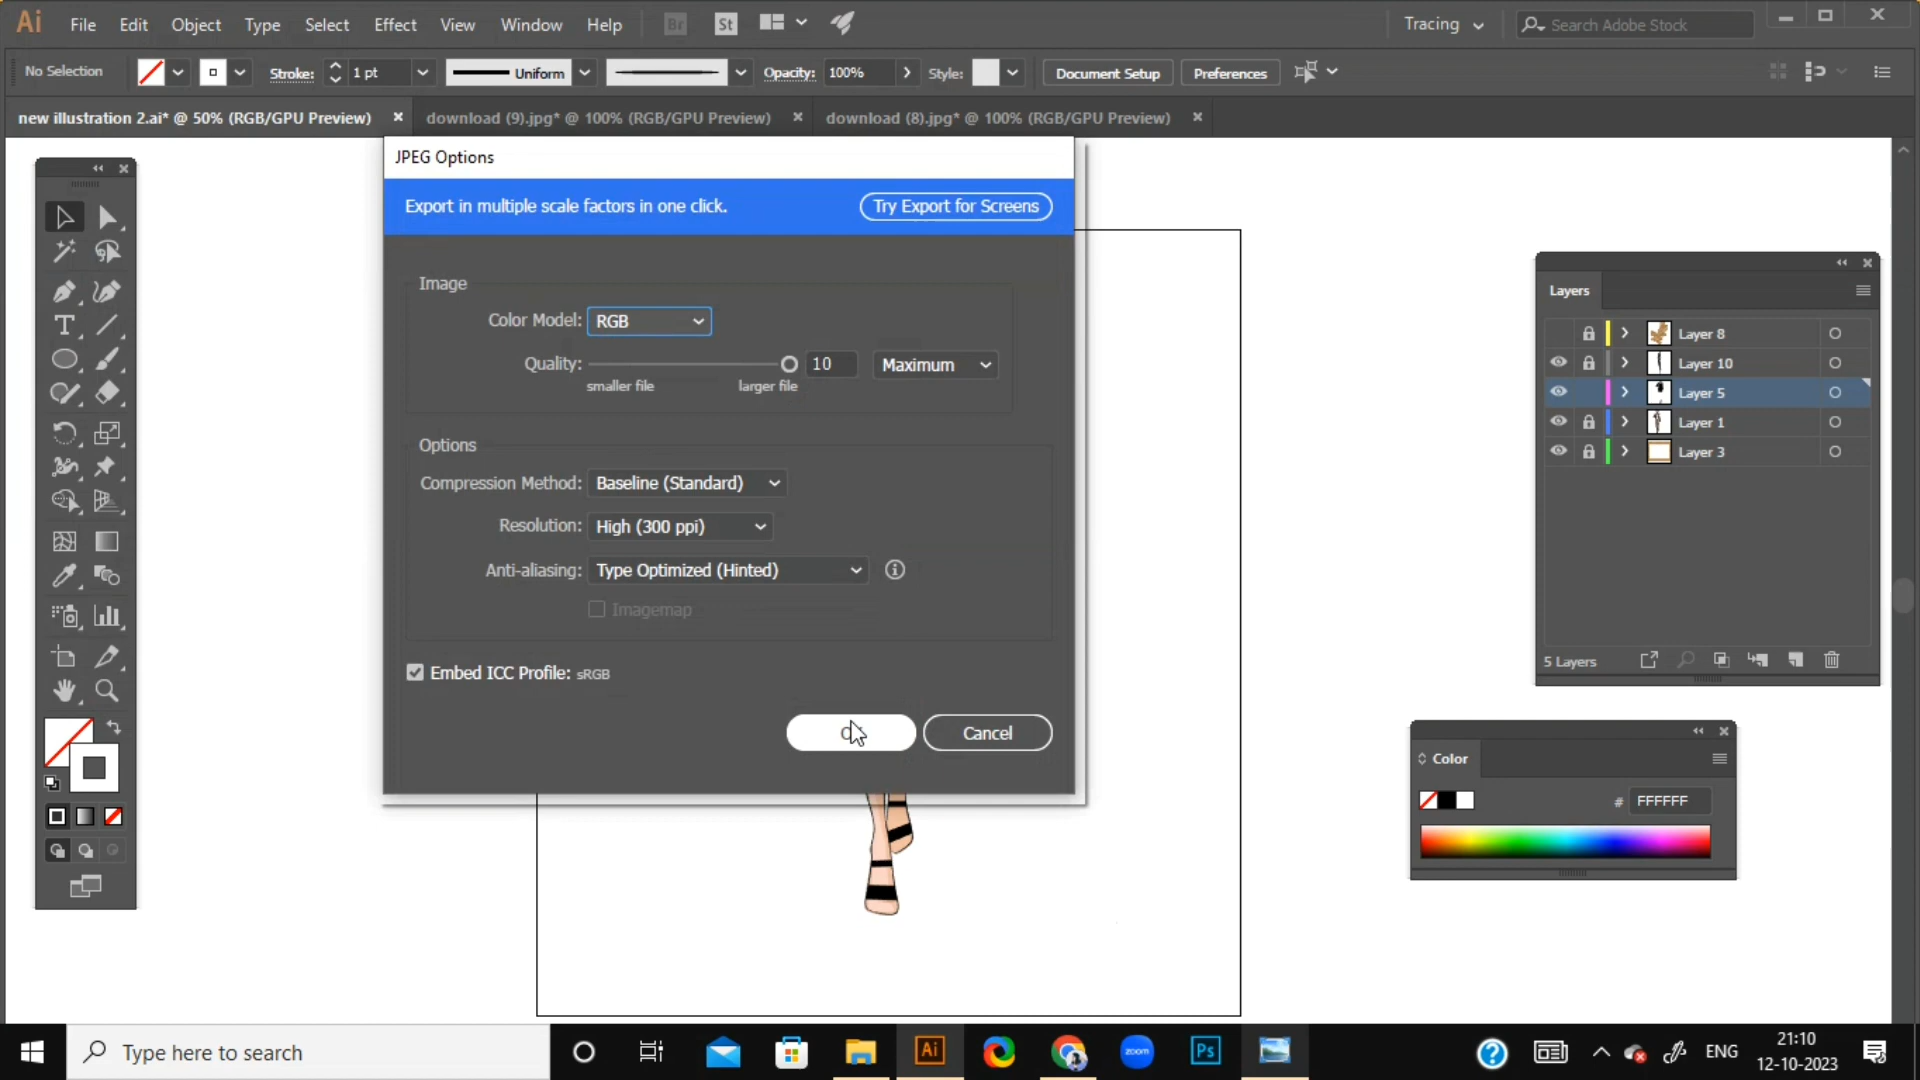 Ai File Edit Object Type Select Effect View Window Help Br St Tracing Search Adobe Stock
No Selection Stroke: 1 pt Uniform Opacity: 100% Style: Document Setup Preferences
new illustration 2.ai* @ 50% (RGB/GPU Preview) download (9).jpg* @ 100% (RGB/GPU Preview) download (8).jpg* @ 100% (RGB/GPU Preview)
JPEG Options
Export in multiple scale factors in one click. Try Export for Screens
Image
Color Model: RGB
Quality: 10 Maximum
smaller file larger file
Options
Compression Method: Baseline (Standard)
Resolution: High (300 ppi)
Anti-aliasing: Type Optimized (Hinted)
Imagemap
Embed ICC Profile: sRGB
Cancel
Layers
Layer 8
Layer 10
Layer 5
Layer 1
Layer 3
5 Layers
Color
# FFFFFF
Type here to search
Ai
zoom
Ps
ENG
21:10
12-10-2023